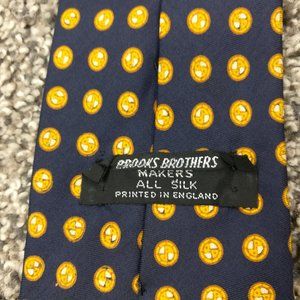 BROOKS BROTHERS
MAKERS
ALL SILK
PRINTED IN ENGLAND